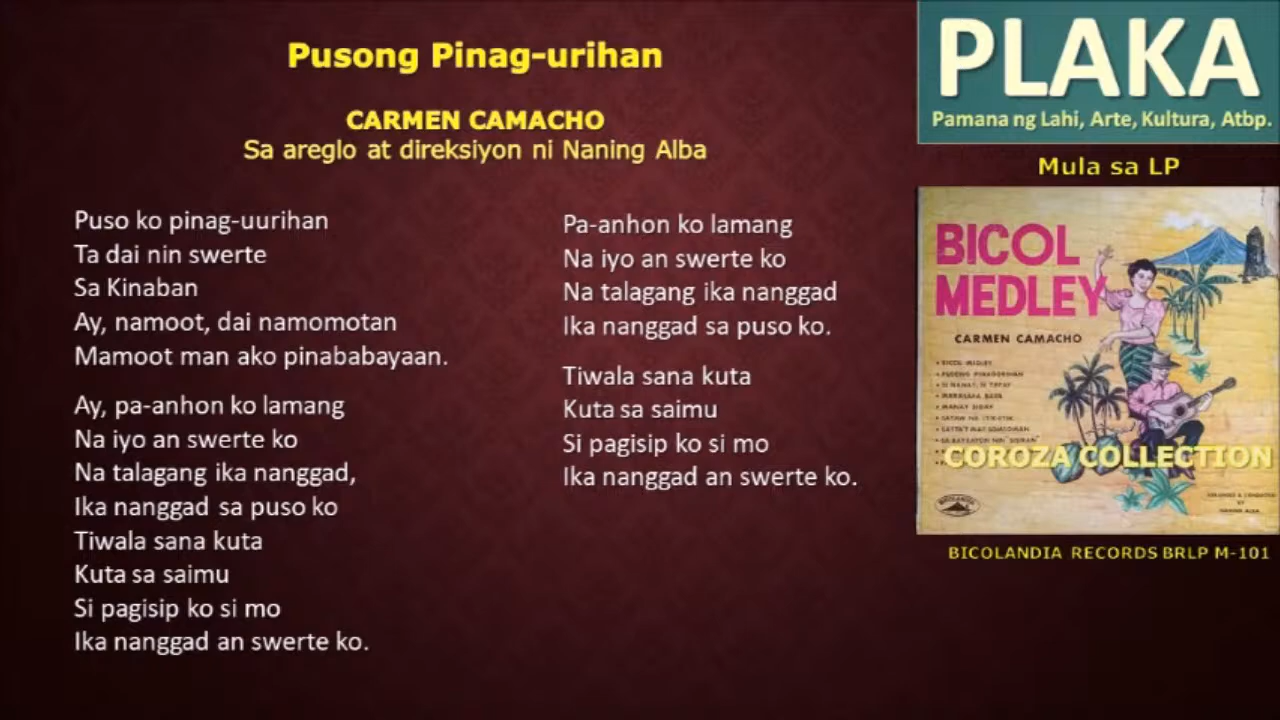 Pusong Pinag-urihan
CARMEN CAMACHO
Sa areglo at direksiyon ni Naning Alba
Puso ko pinag-uurihan
Ta dai nin swerte
Sa Kinaban
Ay, namoot, dai namomotan
Mamoot man ako pinababayaan.
Ay, pa-anhon ko lamang
Na iyo an swerte ko
Na talagang ika nanggad,
Ika nanggad sa puso ko
Tiwala sana kuta
Kuta sa saimu
Si pagisip ko si mo
Ika nanggad an swerte ko.
Pa-anhon ko lamang
Na iyo an swerte ko
Na talagang ika nanggad
Ika nanggad sa puso ko.
Tiwala sana kuta
Kuta sa saimu
Si pagisip ko si mo
Ika nanggad an swerte ko.
PLAKA
Pamana ng Lahi, Arte, Kultura, Atbp.
Mula sa LP
BICOL
MEDLEY
CARMEN CAMACHO
• BICOL MEDLEY
COROZA COLLECTION
BICOLANDIA RECORDS BRLP M-101